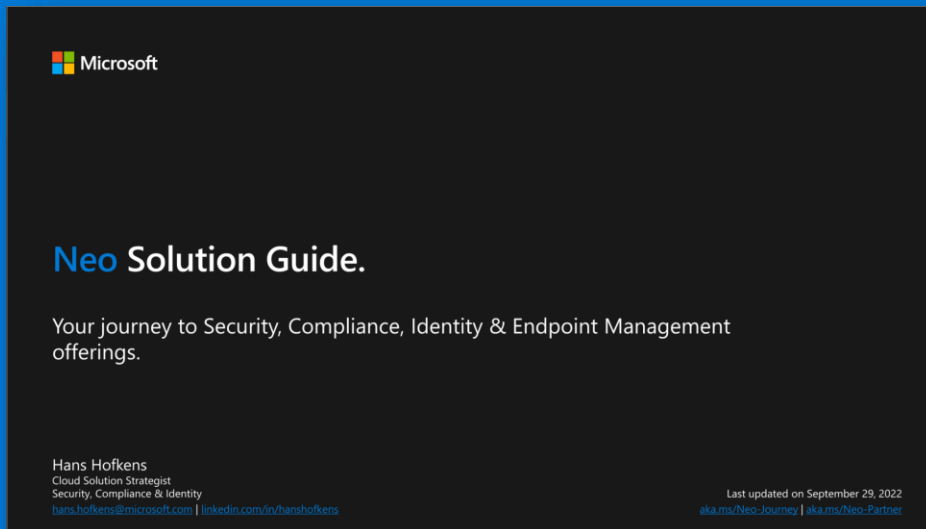 Microsoft
Neo Solution Guide.
Your journey to Security, Compliance, Identity & Endpoint Management
offerings.
Hans Hofkens
Cloud Solution Strategist
Security, Compliance & Identity
hans.hofkens@microsoft.com | linkedin.com/in/hanshofkens
Last updated on September 29, 2022
aka.ms/Neo-Journey | aka.ms/Neo-Partner